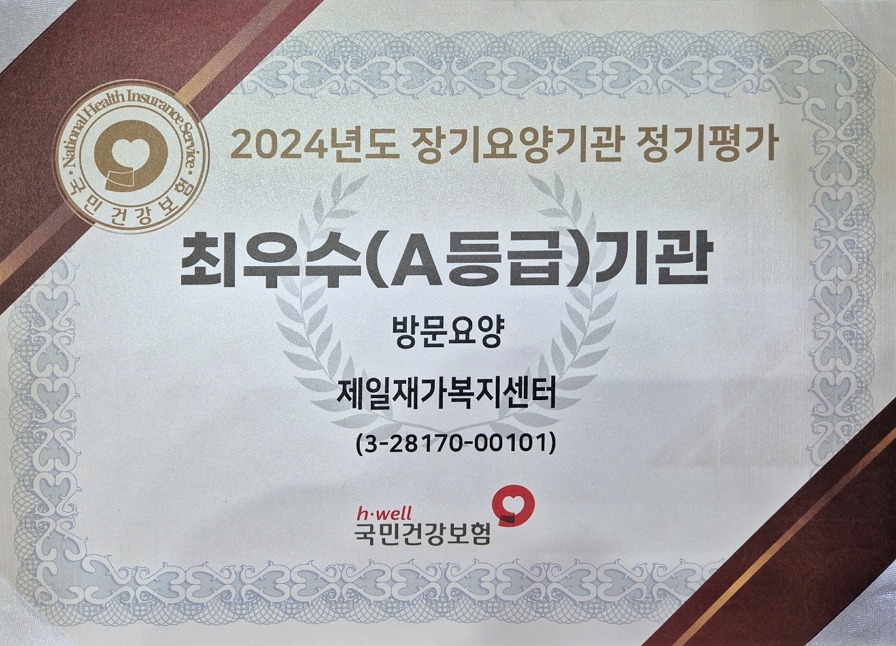 National Health Insurance Service
국민건강보험
2024년도 장기요양기관 정기평가
최우수(A등급)기관
방문요양
제일재가복지센터
(3-28170-00101)
h·well
국민건강보험